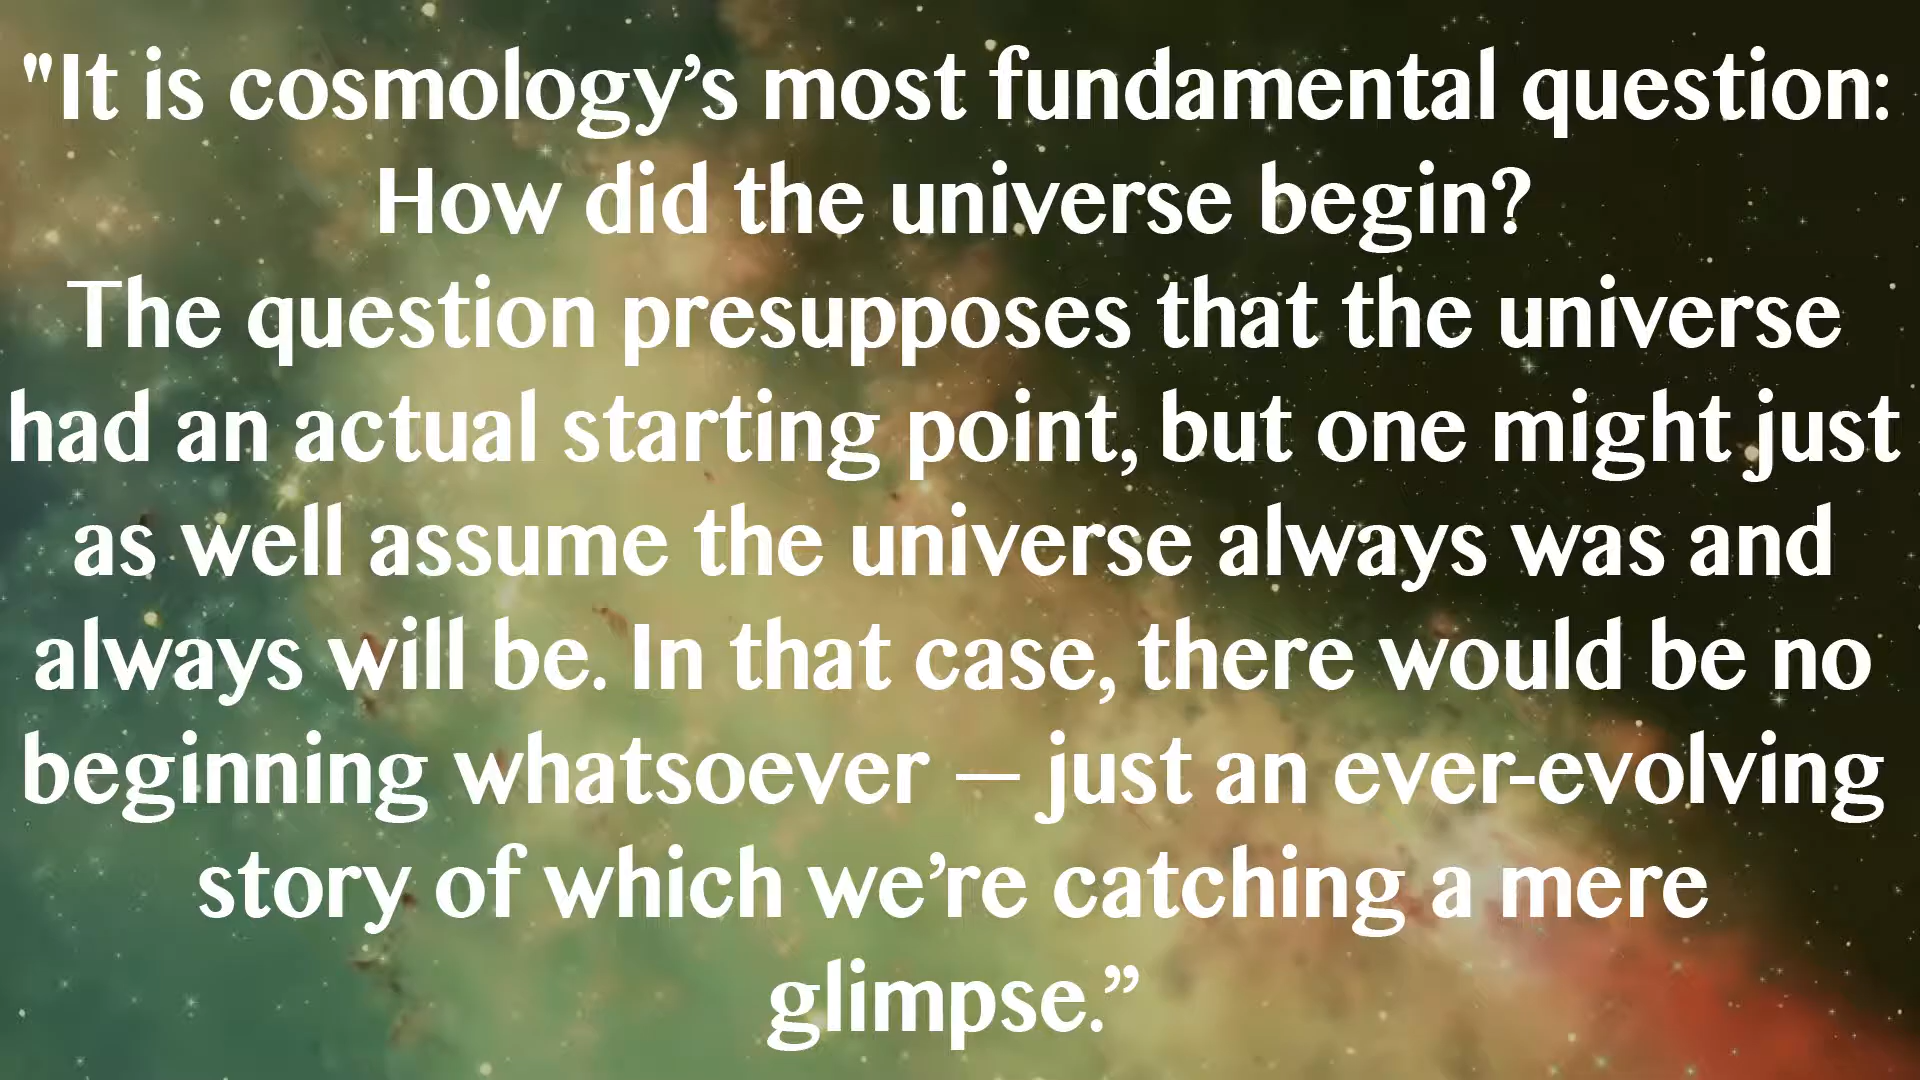 "It is cosmology’s most fundamental question:
How did the universe begin?
The question presupposes that the universe
had an actual starting point, but one might just
as well assume the universe always was and
always will be. In that case, there would be no
beginning whatsoever — just an ever-evolving
story of which we’re catching a mere
glimpse.”